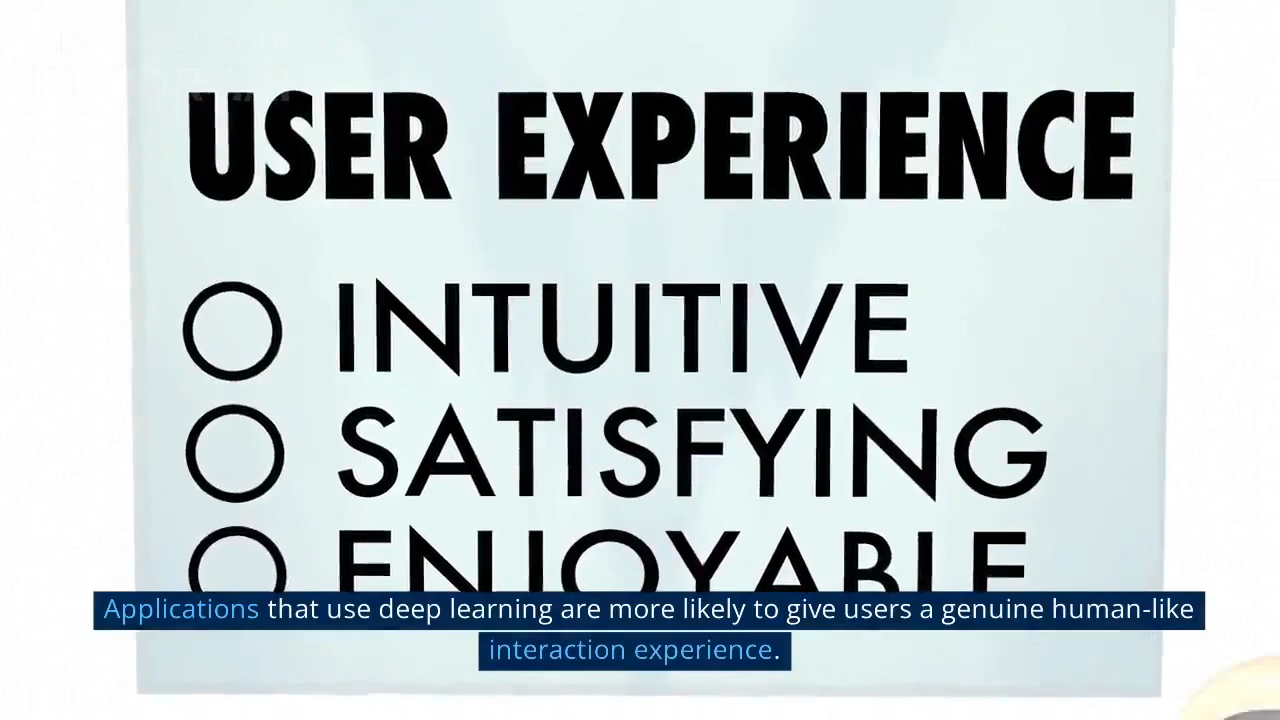 USER EXPERIENCE
INTUITIVE
SATISFYING
ENJOYABLE
Applications that use deep learning are more likely to give users a genuine human-like
interaction experience.